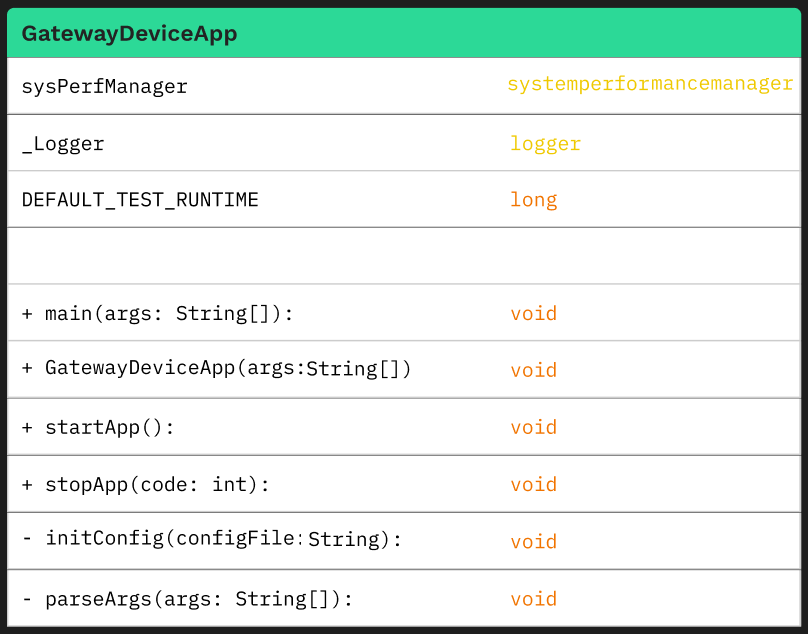 GatewayDeviceApp
sysPerfManager systemperformancemanager
_Logger logger
DEFAULT_TEST_RUNTIME long
+ main(args: String[]): void
+ GatewayDeviceApp(args:String[]) void
+ startApp(): void
+ stopApp(code: int): void
- initConfig(configFile:String): void
- parseArgs(args: String[]): void